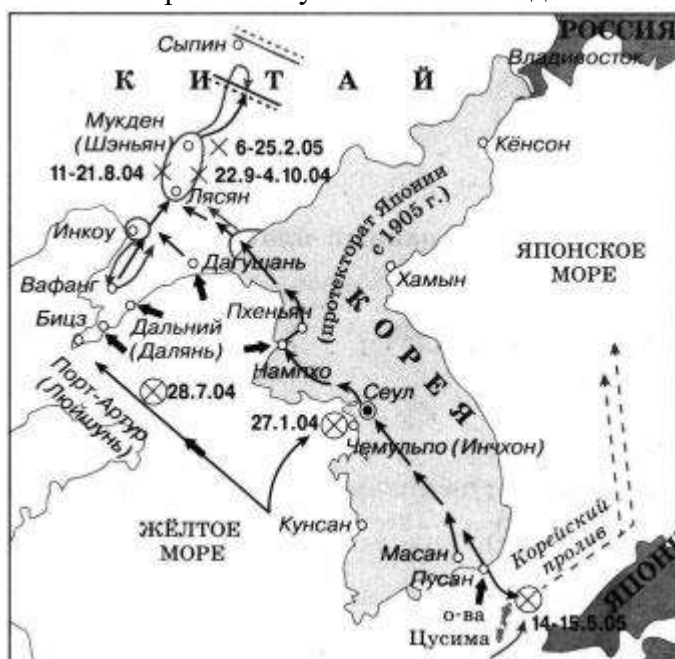 РОССИЯ
Владивосток
Сыпин
К И Т А Й
Мукден
(Шэньян)
6-25.2.05
11-21.8.04
22.9-4.10.04
Лясян
Кёнсон
Инкоу
Дагушань
(протекторат Японии
с 1905 г.)
ЯПОНСКОЕ
МОРЕ
Хамын
Вафанг
Пхеньян
КОРЕЯ
Бицз
Дальний
(Далянь)
Нампхо
Порт-Артур
(Люйшунь)
28.7.04
27.1.04
Сеул
Чемульпо (Инчхон)
ЖЁЛТОЕ
МОРЕ
Кунсан
Масан
Пусан
Корейский
пролив
о-ва
Цусима
14-15.5.05